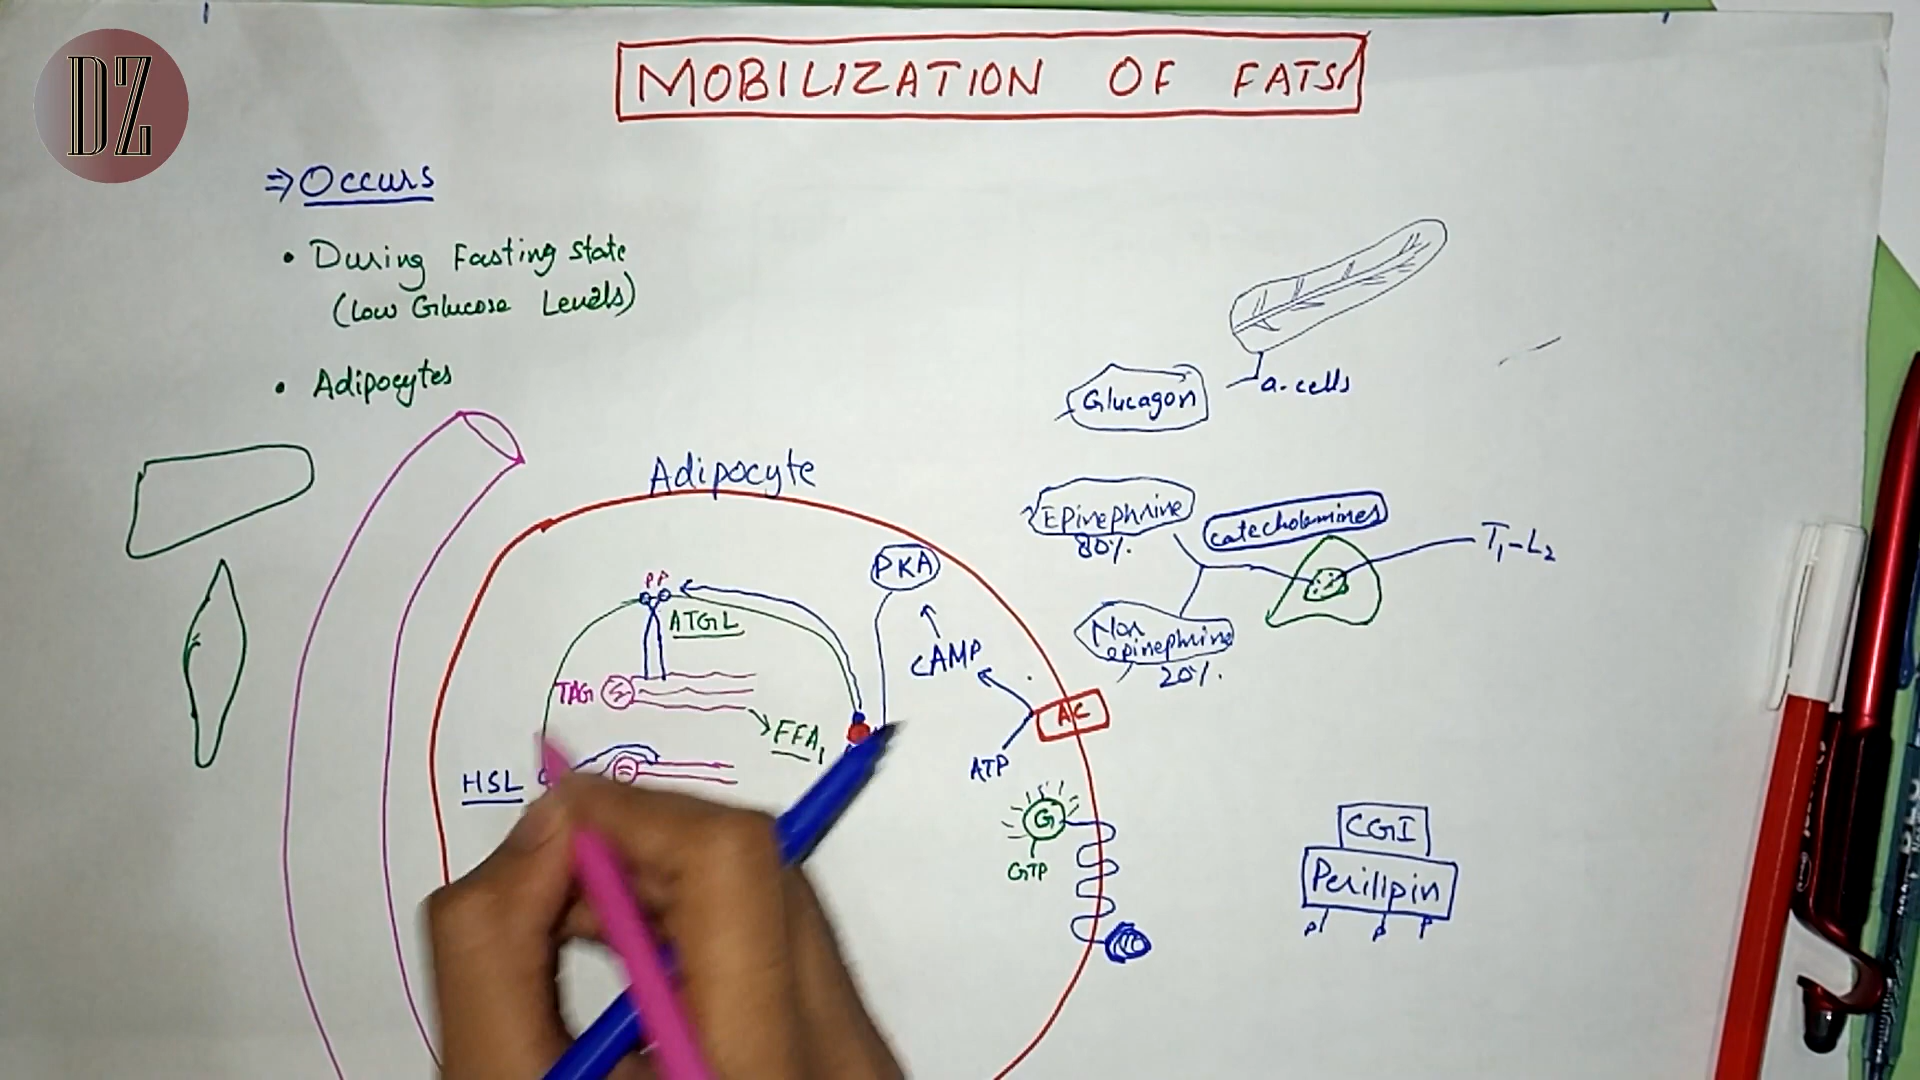 DZ
MOBILIZATION OF FATS
⇒ Occurs
• During Fasting state
(Low Glucose Levels)
• Adipocytes
Glucagon
a-cells
Adipocyte
Epinephrine
80%.
catecholamines
T1-L2
Nor
epinephrine
20%.
PKA
PP
ATGL
CAMP
TAG
FFA1
AC
ATP
HSL
G
GTP
CGI
Perilipin
P P P